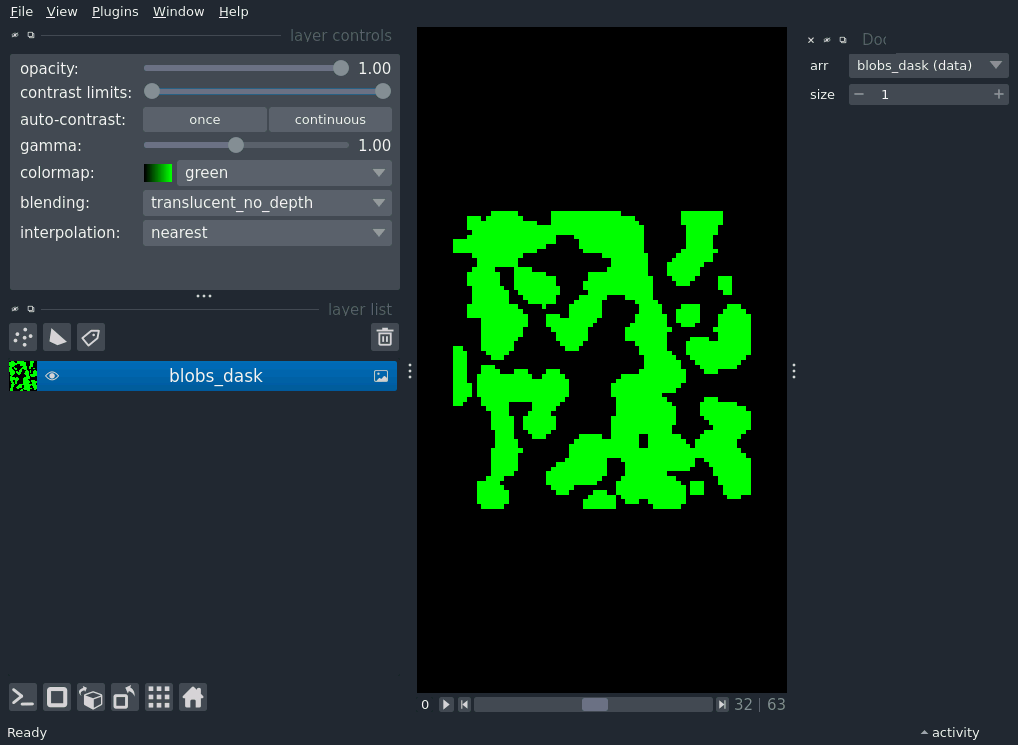 File View Plugins Window Help
layer controls
opacity: 1.00
contrast limits:
auto-contrast: once continuous
gamma: 1.00
colormap: green
blending: translucent_no_depth
interpolation: nearest
layer list
blobs_dask
0 32 | 63
arr blobs_dask (data)
size 1
Ready
activity